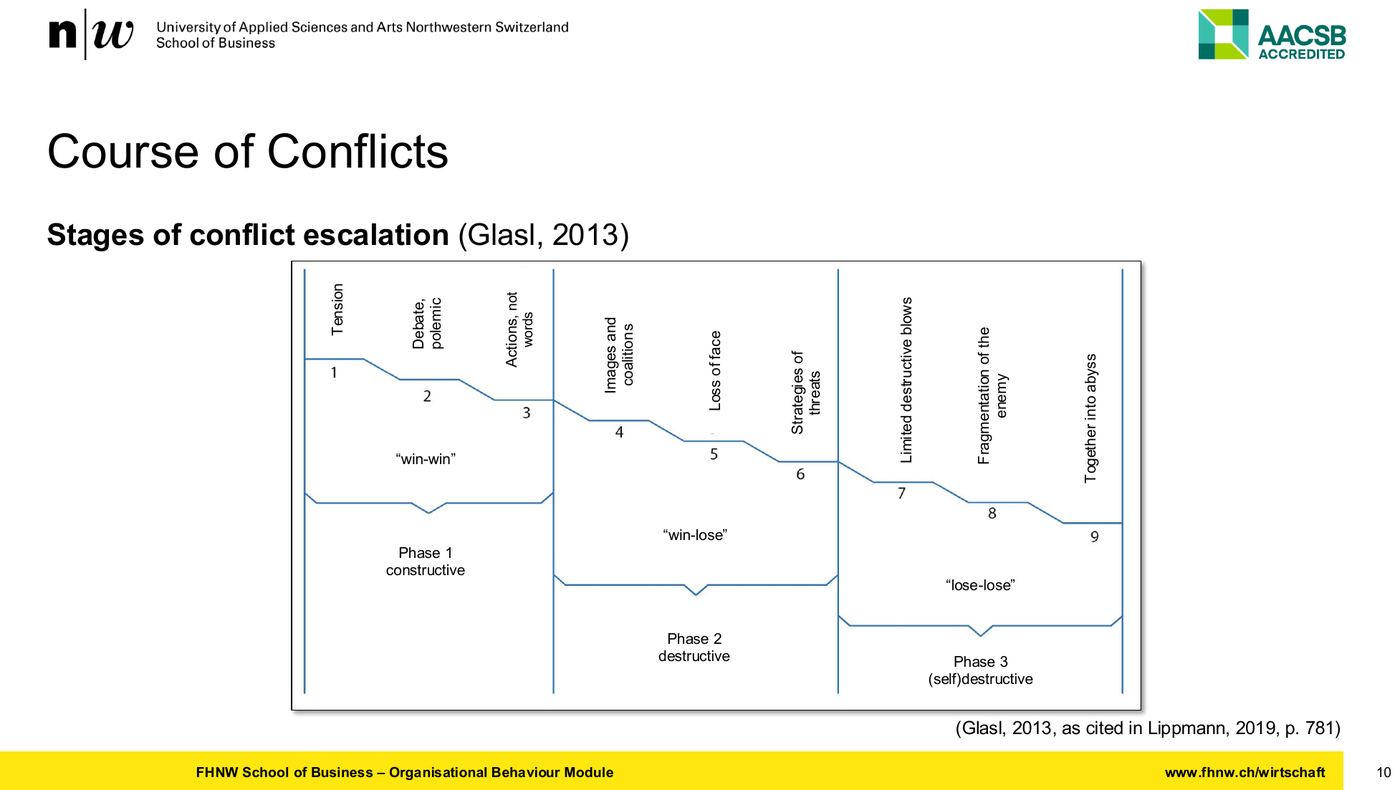 n|w University of Applied Sciences and Arts Northwestern Switzerland
School of Business
AACSB
ACCREDITED
Course of Conflicts
Stages of conflict escalation (Glasl, 2013)
Tension
Debate,
polemic
Actions, not
words
Images and
coalitions
Loss of face
Strategies of
threats
Limited destructive blows
Fragmentation of the
enemy
Together into abyss
1
2
3
4
5
6
7
8
9
“win-win”
“win-lose”
“lose-lose”
Phase 1
constructive
Phase 2
destructive
Phase 3
(self)destructive
(Glasl, 2013, as cited in Lippmann, 2019, p. 781)
FHNW School of Business – Organisational Behaviour Module
www.fhnw.ch/wirtschaft
10